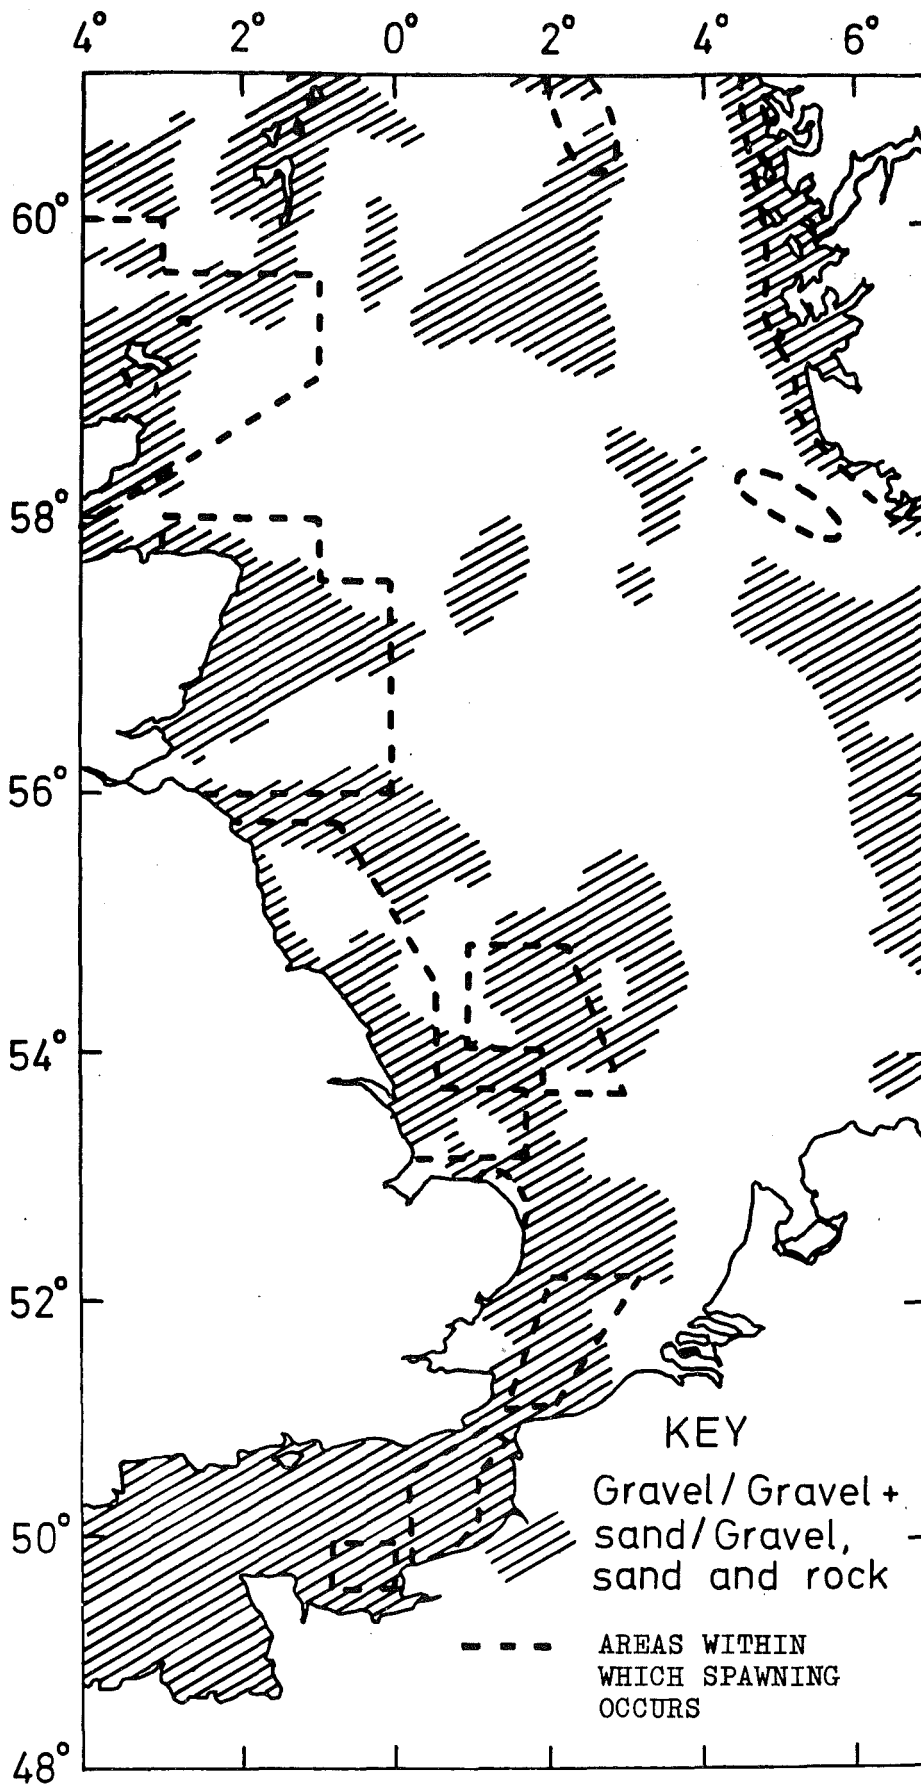 4° 2° 0° 2° 4° 6°
60°
58°
56°
54°
52°
50°
48°
KEY
Gravel/Gravel +
sand/Gravel,
sand and rock
AREAS WITHIN
WHICH SPAWNING
OCCURS